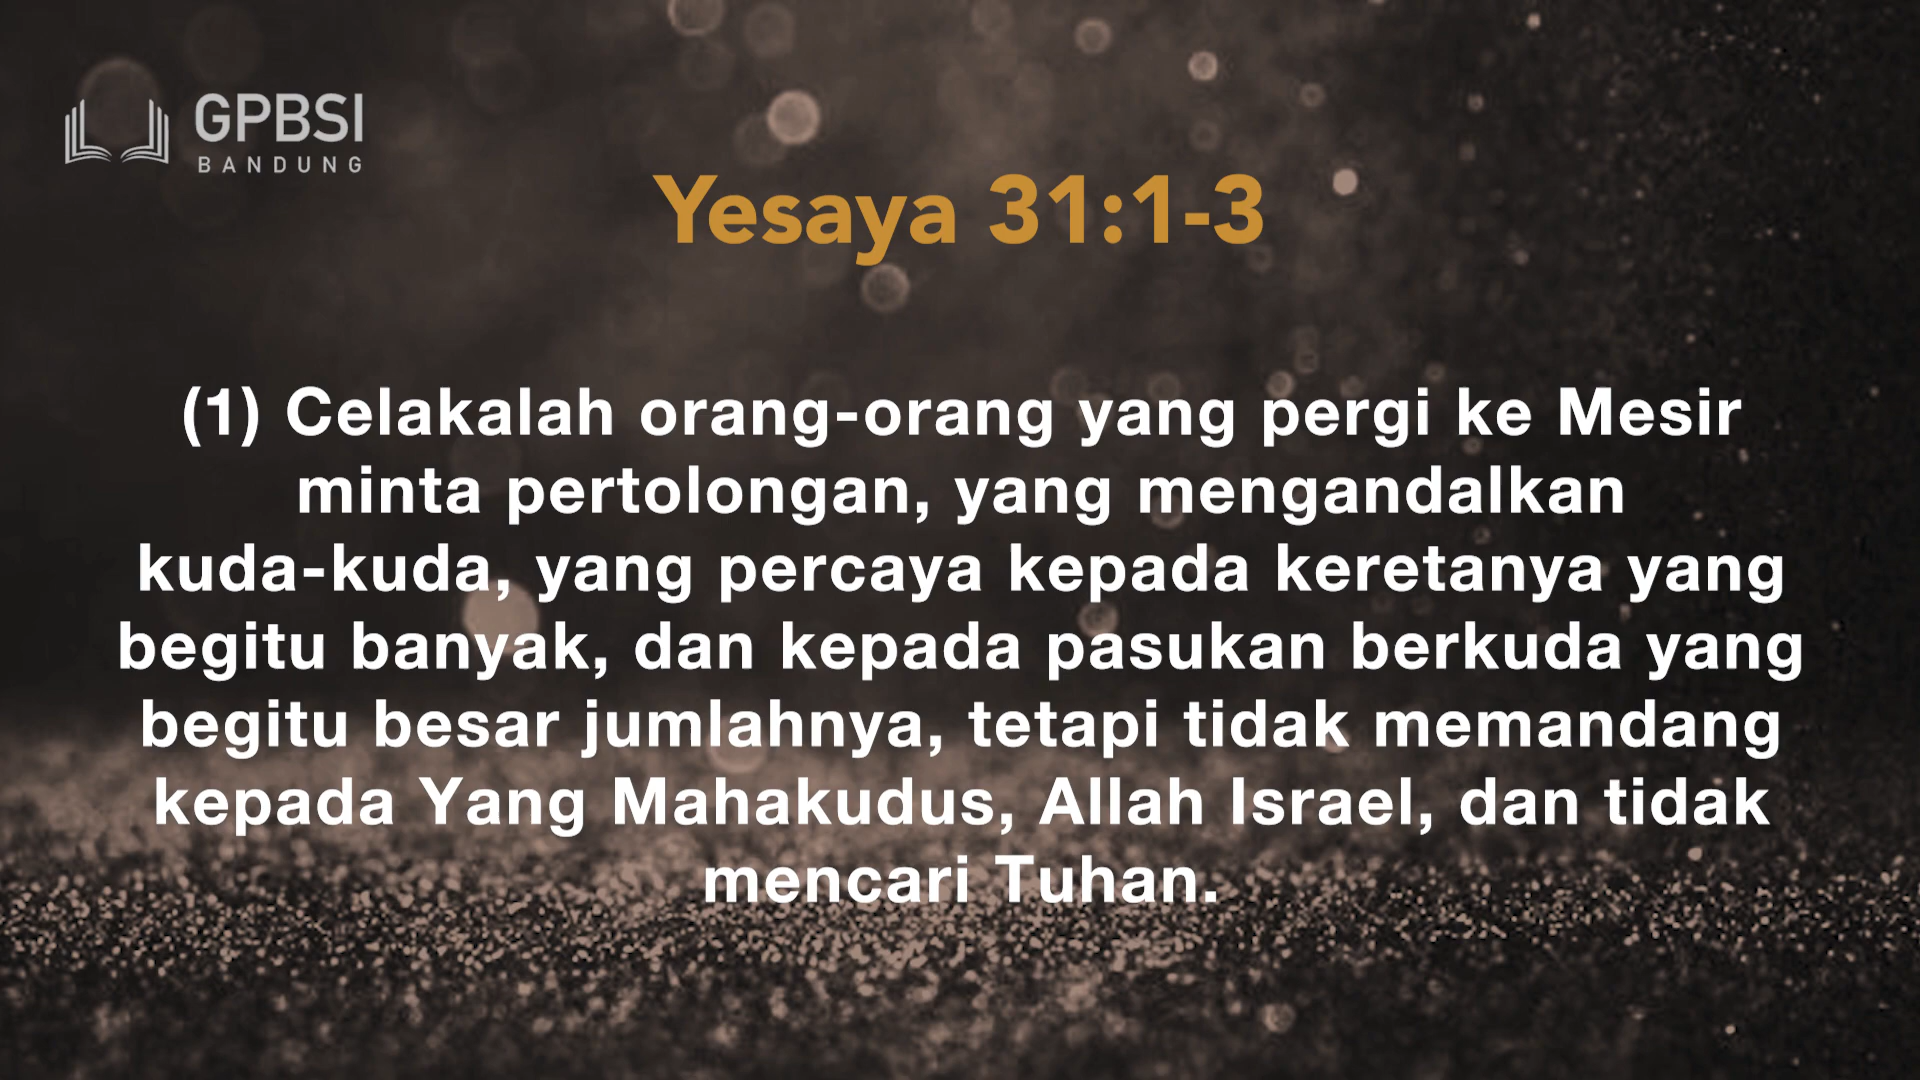 GPBSI
BANDUNG
Yesaya 31:1-3
(1) Celakalah orang-orang yang pergi ke Mesir
minta pertolongan, yang mengandalkan
kuda-kuda, yang percaya kepada keretanya yang
begitu banyak, dan kepada pasukan berkuda yang
begitu besar jumlahnya, tetapi tidak memandang
kepada Yang Mahakudus, Allah Israel, dan tidak
mencari Tuhan.